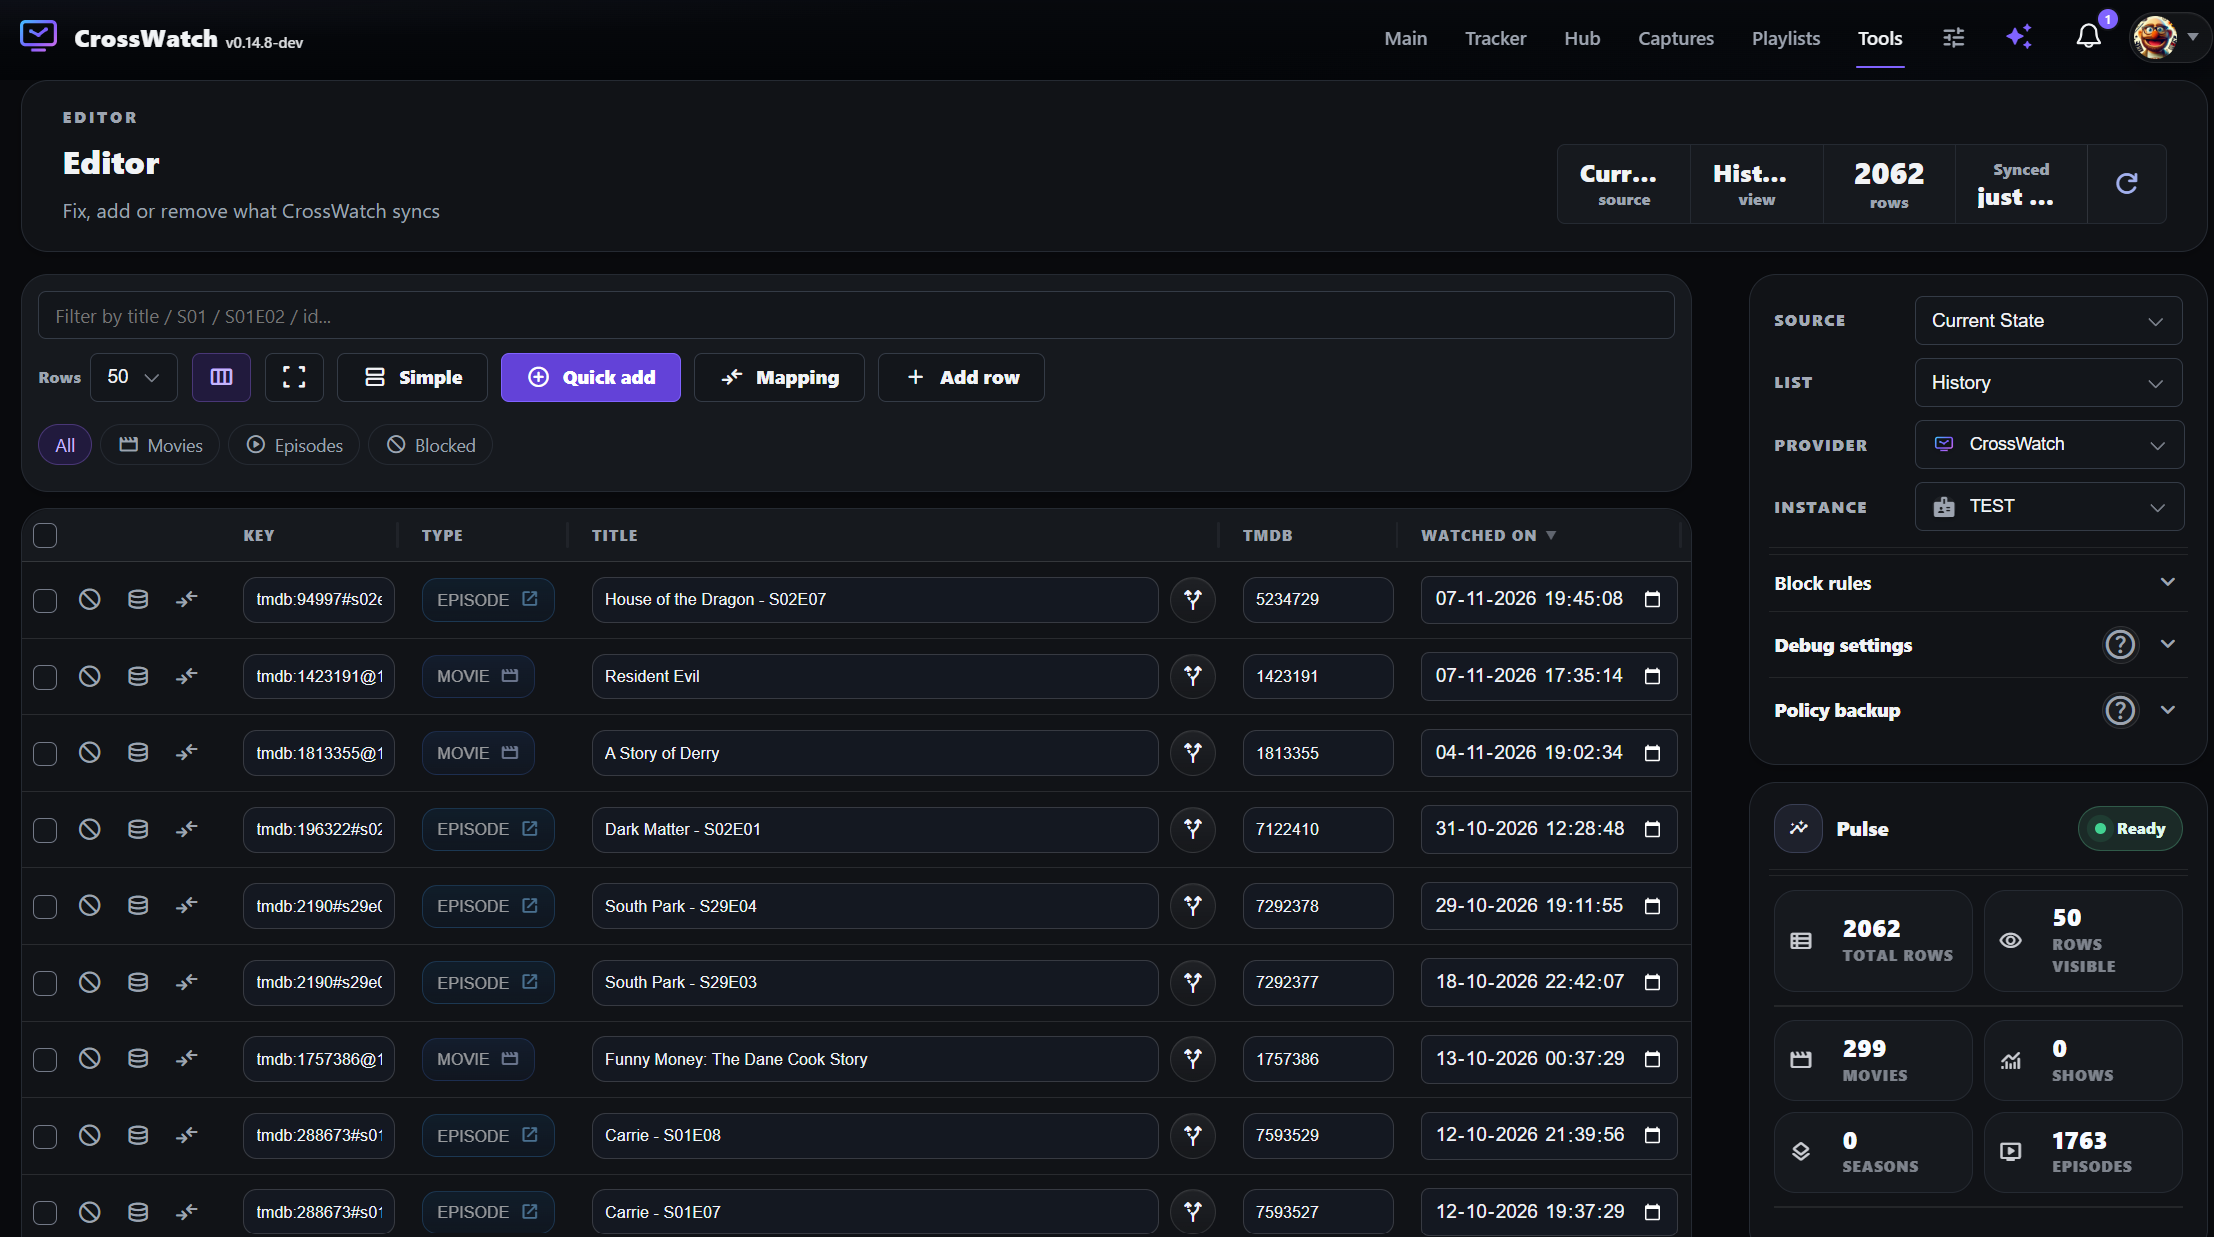 CrossWatch v0.14.8-dev
Main Tracker Hub Captures Playlists Tools 1
EDITOR
Editor
Fix, add or remove what CrossWatch syncs
Curr... source
Hist... view
2062 rows
Synced just ...
Filter by title / S01 / S01E02 / id...
Rows 50 Simple Quick add Mapping Add row
All Movies Episodes Blocked
KEY TYPE TITLE TMDB WATCHED ON
tmdb:94997#s02e EPISODE House of the Dragon - S02E07 5234729 07-11-2026 19:45:08
tmdb:1423191@1 MOVIE Resident Evil 1423191 07-11-2026 17:35:14
tmdb:1813355@1 MOVIE A Story of Derry 1813355 04-11-2026 19:02:34
tmdb:196322#s02 EPISODE Dark Matter - S02E01 7122410 31-10-2026 12:28:48
tmdb:2190#s29e0 EPISODE South Park - S29E04 7292378 29-10-2026 19:11:55
tmdb:2190#s29e0 EPISODE South Park - S29E03 7292377 18-10-2026 22:42:07
tmdb:1757386@1 MOVIE Funny Money: The Dane Cook Story 1757386 13-10-2026 00:37:29
tmdb:288673#s01 EPISODE Carrie - S01E08 7593529 12-10-2026 21:39:56
tmdb:288673#s01 EPISODE Carrie - S01E07 7593527 12-10-2026 19:37:29
SOURCE Current State
LIST History
PROVIDER CrossWatch
INSTANCE TEST
Block rules
Debug settings ?
Policy backup ?
Pulse Ready
2062 TOTAL ROWS
50 ROWS VISIBLE
299 MOVIES
0 SHOWS
0 SEASONS
1763 EPISODES